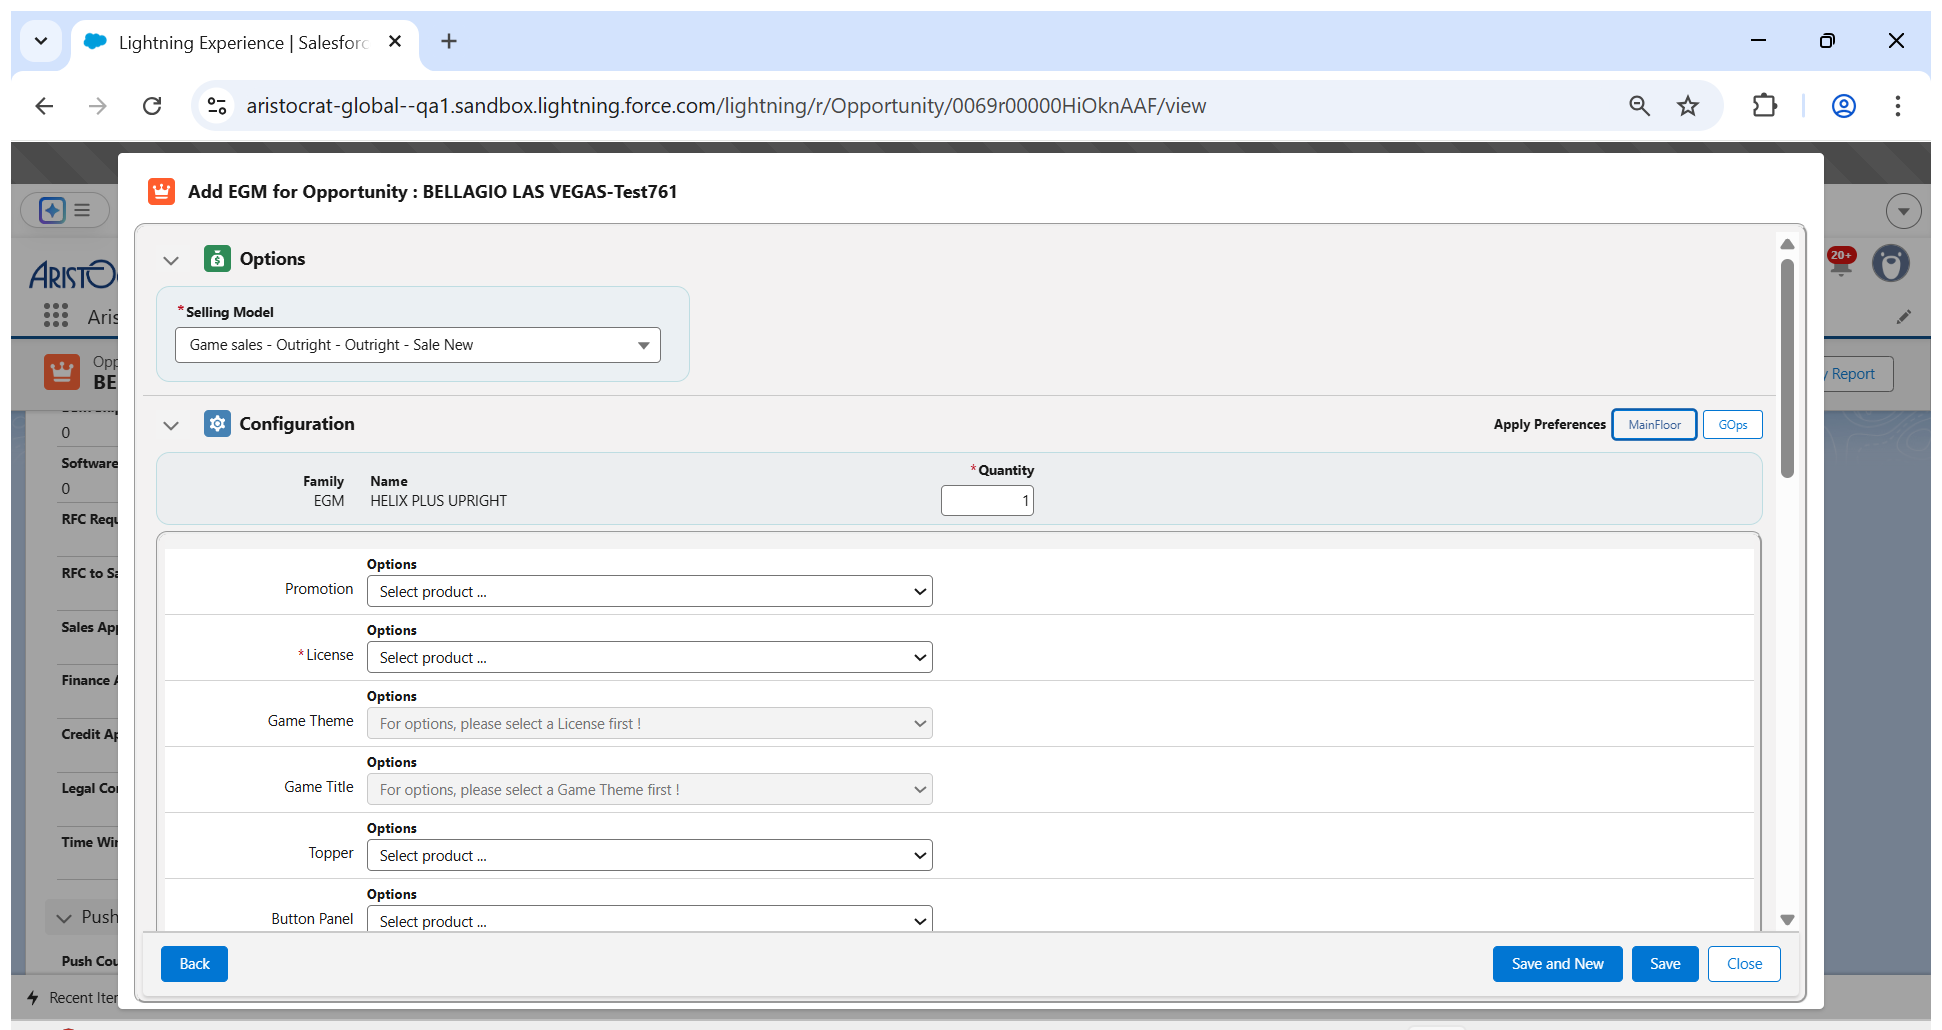 Lightning Experience | Salesforc
aristocrat-global--qa1.sandbox.lightning.force.com/lightning/r/Opportunity/0069r00000HiOknAAF/view
Add EGM for Opportunity : BELLAGIO LAS VEGAS-Test761
Options
*Selling Model
Game sales - Outright - Outright - Sale New
Configuration
Apply Preferences MainFloor GOps
Family Name *Quantity
EGM HELIX PLUS UPRIGHT 1
Options
Promotion Select product ...
Options
*License Select product ...
Options
Game Theme For options, please select a License first !
Options
Game Title For options, please select a Game Theme first !
Options
Topper Select product ...
Options
Button Panel Select product ...
Back Save and New Save Close
ARISTOC
Aris
20+
Opp
BE
y Report
0
Software
0
RFC Requ
RFC to Sa
Sales App
Finance A
Credit Ap
Legal Cor
Time Wir
Push
Push Cou
Recent Iter